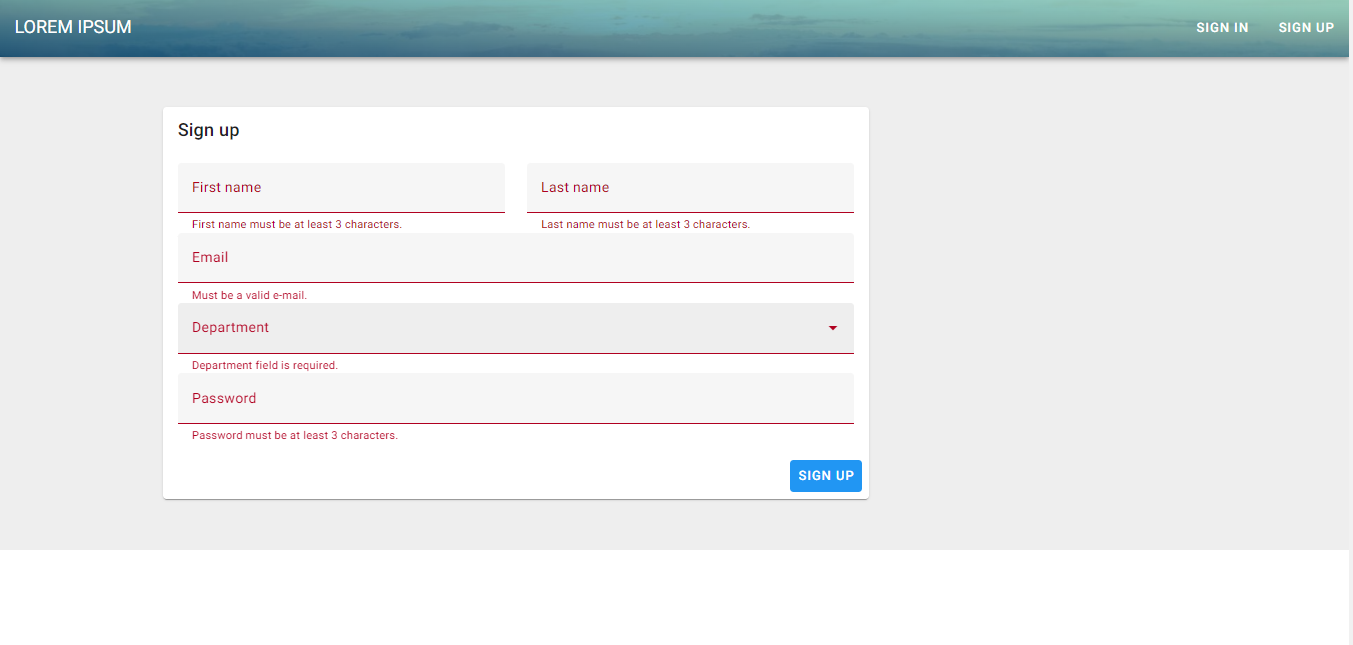 LOREM IPSUM
SIGN IN
SIGN UP
Sign up
First name
Last name
First name must be at least 3 characters.
Last name must be at least 3 characters.
Email
Must be a valid e-mail.
Department
Department field is required.
Password
Password must be at least 3 characters.
SIGN UP